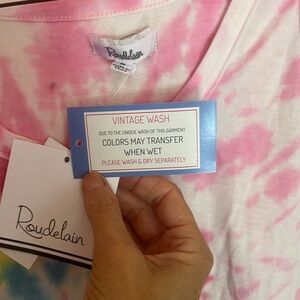 Roudelain
M
VINTAGE WASH
DUE TO THE UNIQUE WASH OF THIS GARMENT
COLORS MAY TRANSFER
WHEN WET
PLEASE WASH & DRY SEPARATELY
Roudelain